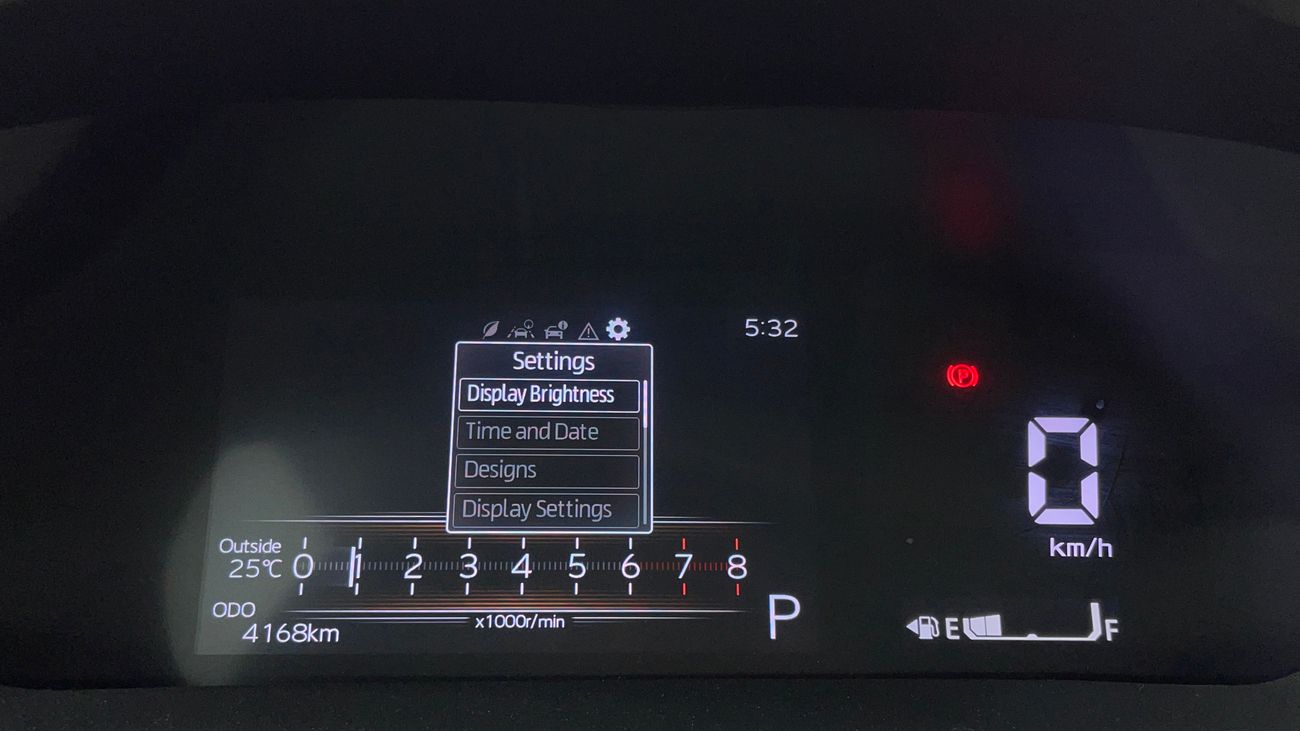 5:32
Settings
Display Brightness
Time and Date
Designs
Display Settings
P
0
km/h
Outside
25℃
0 1 2 3 4 5 6 7 8
ODO
4168km
x1000r/min
P
E F